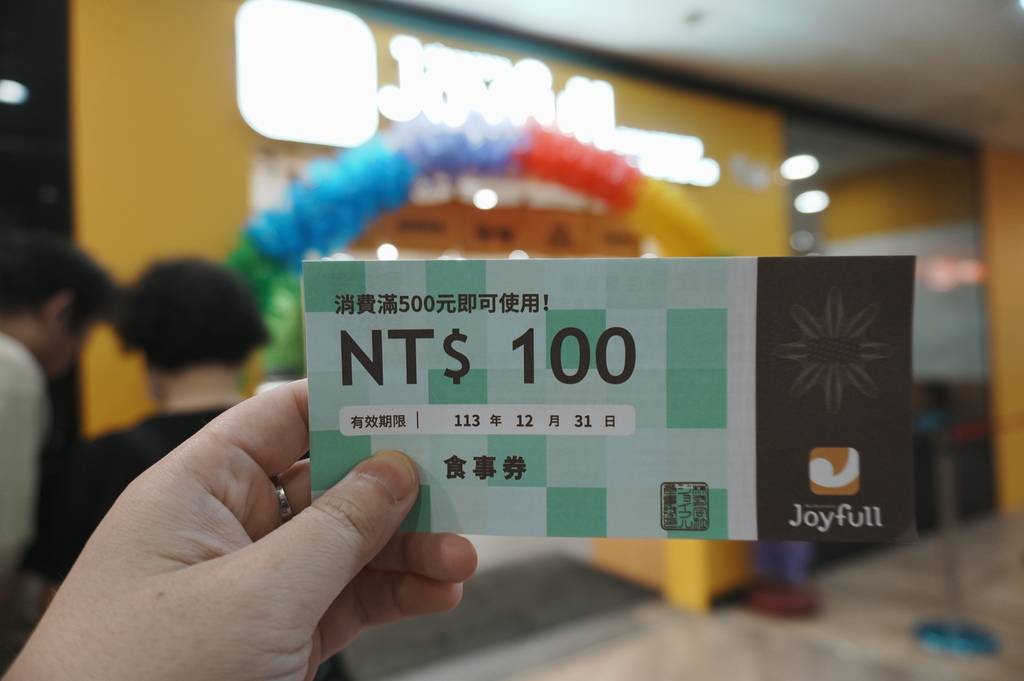 消費滿500元即可使用!
NT$ 100
有效期限 | 113 年 12 月 31 日
食事券
Joyfull